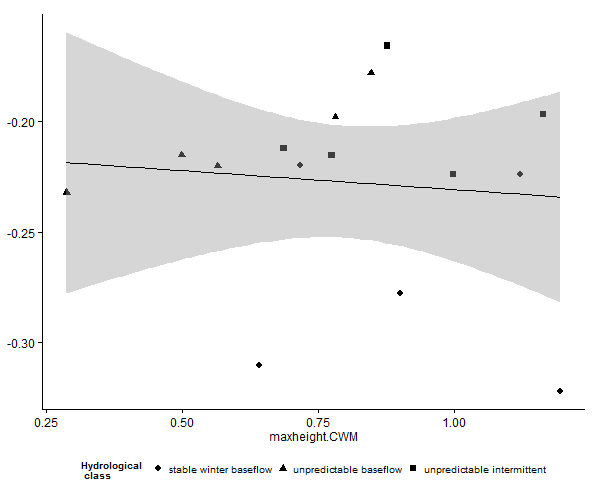 -0.20
-0.25
-0.30
0.25 0.50 0.75 1.00
maxheight.CWM
Hydrological
class
stable winter baseflow unpredictable baseflow unpredictable intermittent